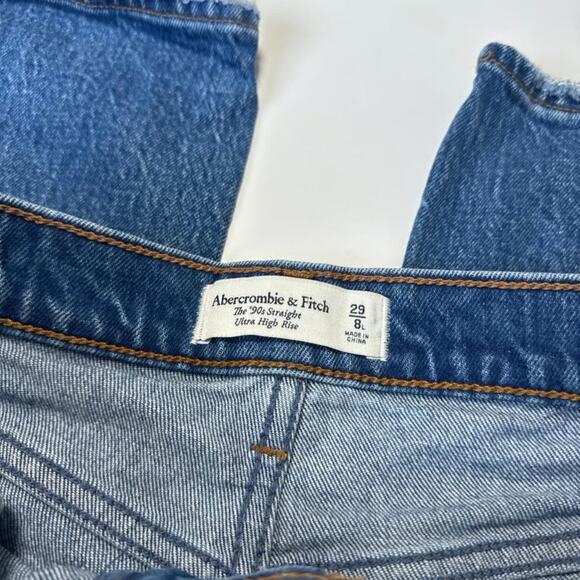 Abercrombie & Fitch
The '90s Straight
Ultra High Rise
29
8L
MADE IN
CHINA